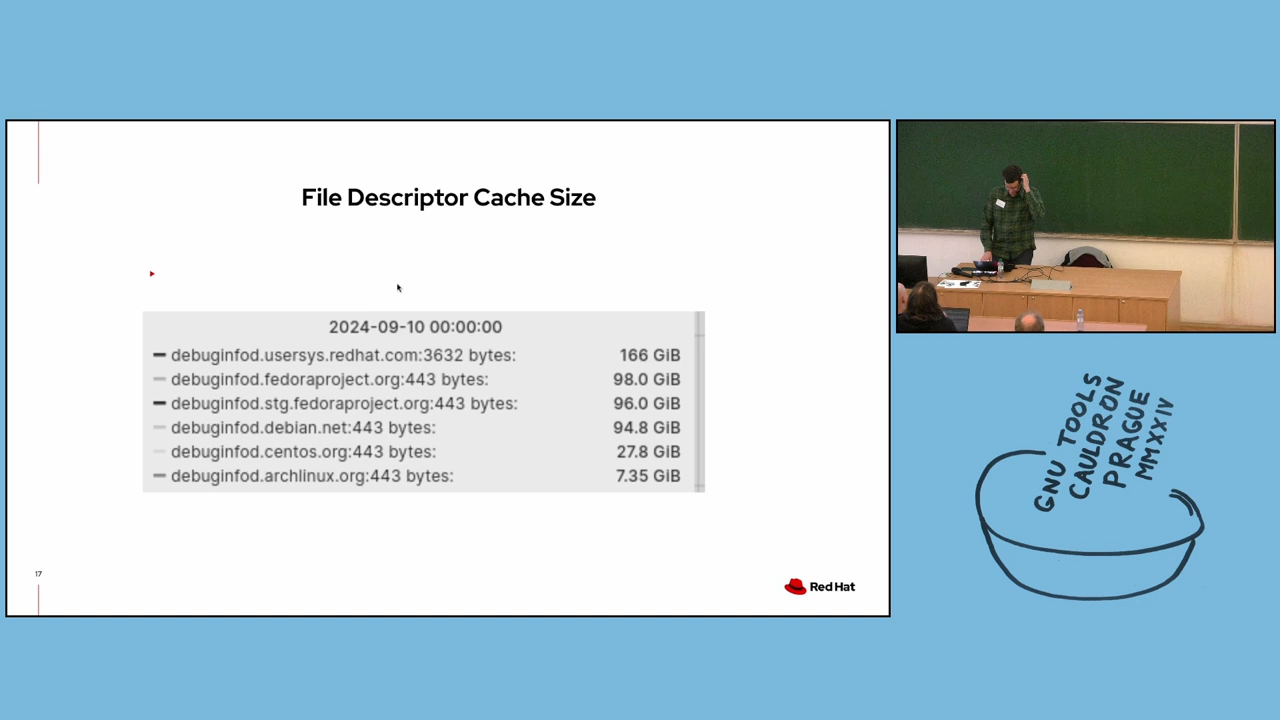 File Descriptor Cache Size
2024-09-10 00:00:00
debuginfod.usersys.redhat.com:3632 bytes: 166 GiB
debuginfod.fedoraproject.org:443 bytes: 98.0 GiB
debuginfod.stg.fedoraproject.org:443 bytes: 96.0 GiB
debuginfod.debian.net:443 bytes: 94.8 GiB
debuginfod.centos.org:443 bytes: 27.8 GiB
debuginfod.archlinux.org:443 bytes: 7.35 GiB
17
Red Hat
GNU TOOLS
CAULDRON
PRAGUE
MMXXIV